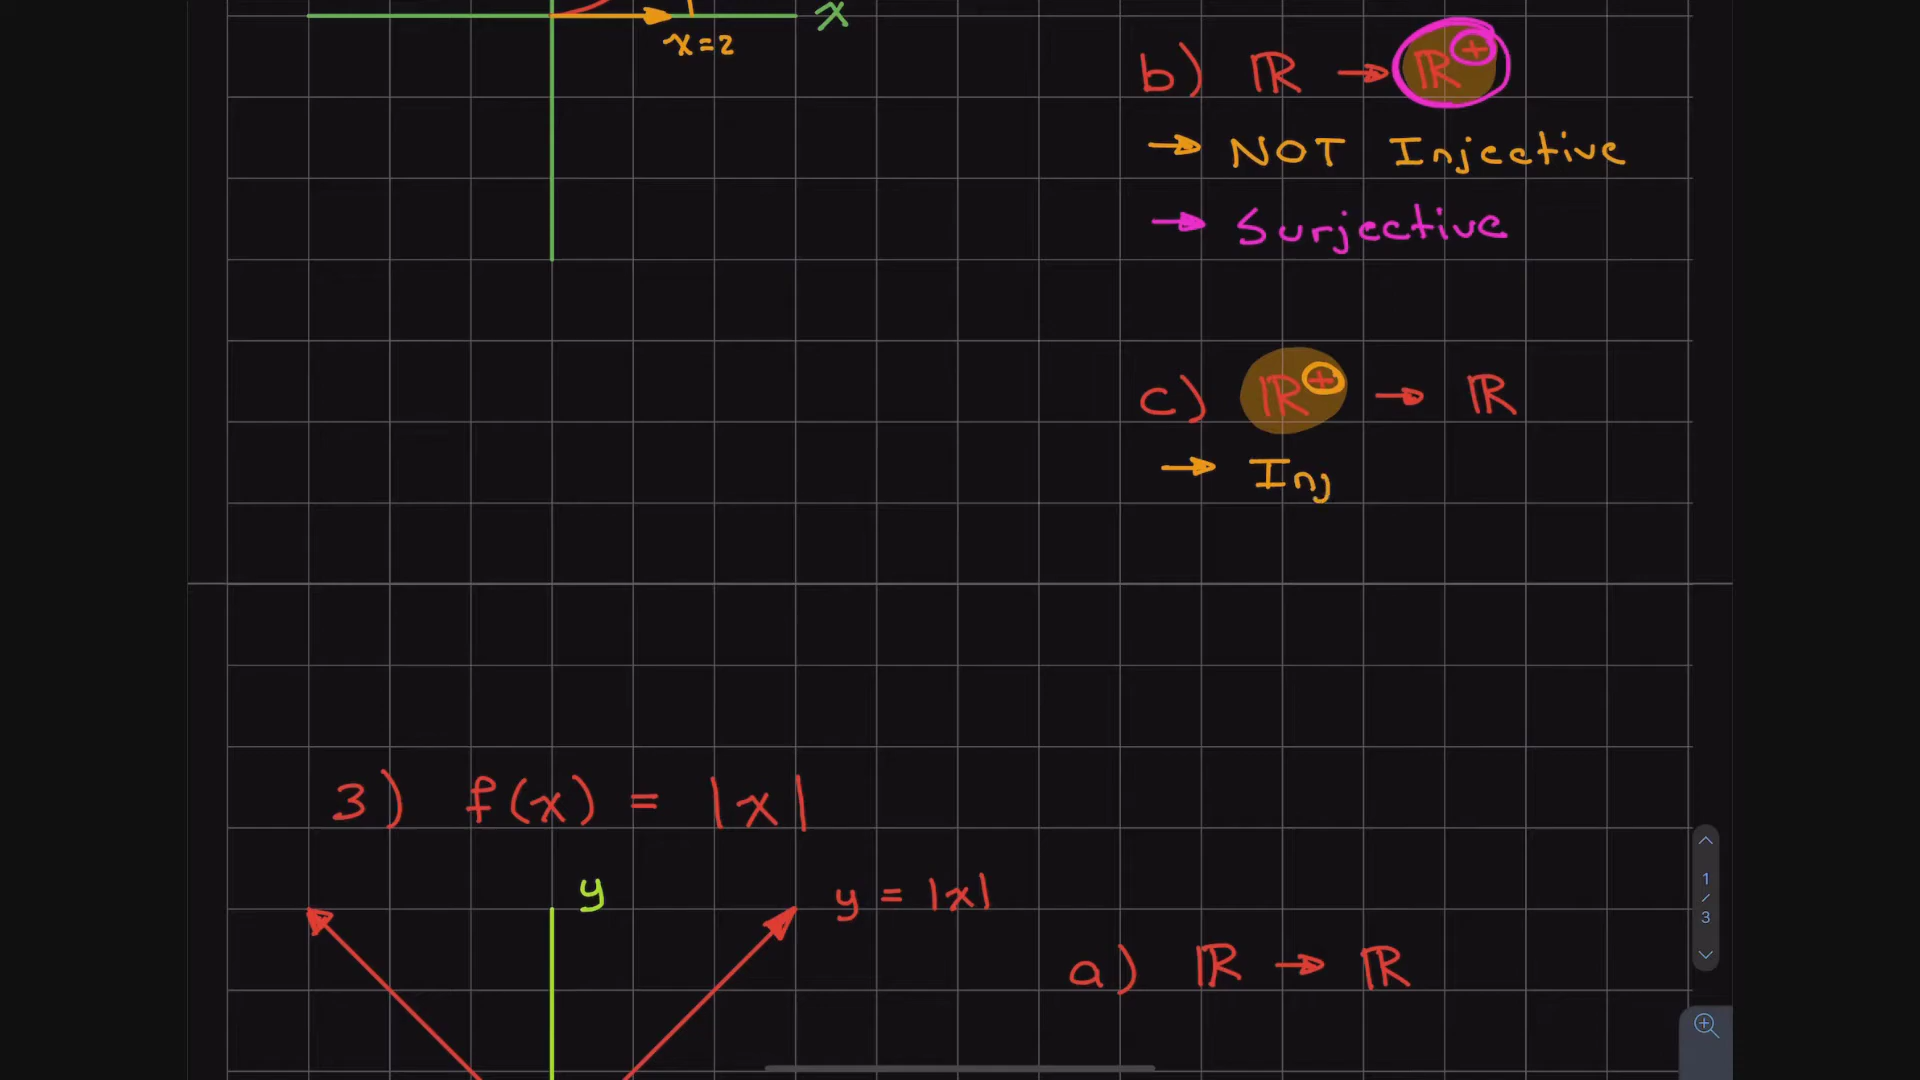 x
x=2
b) ℝ → ℝ⁺
→ NOT Injective
→ Surjective
c) ℝ⁺ → ℝ
→ Inj
3) f(x) = |x|
y
y = |x|
a) ℝ → ℝ
1
/
3